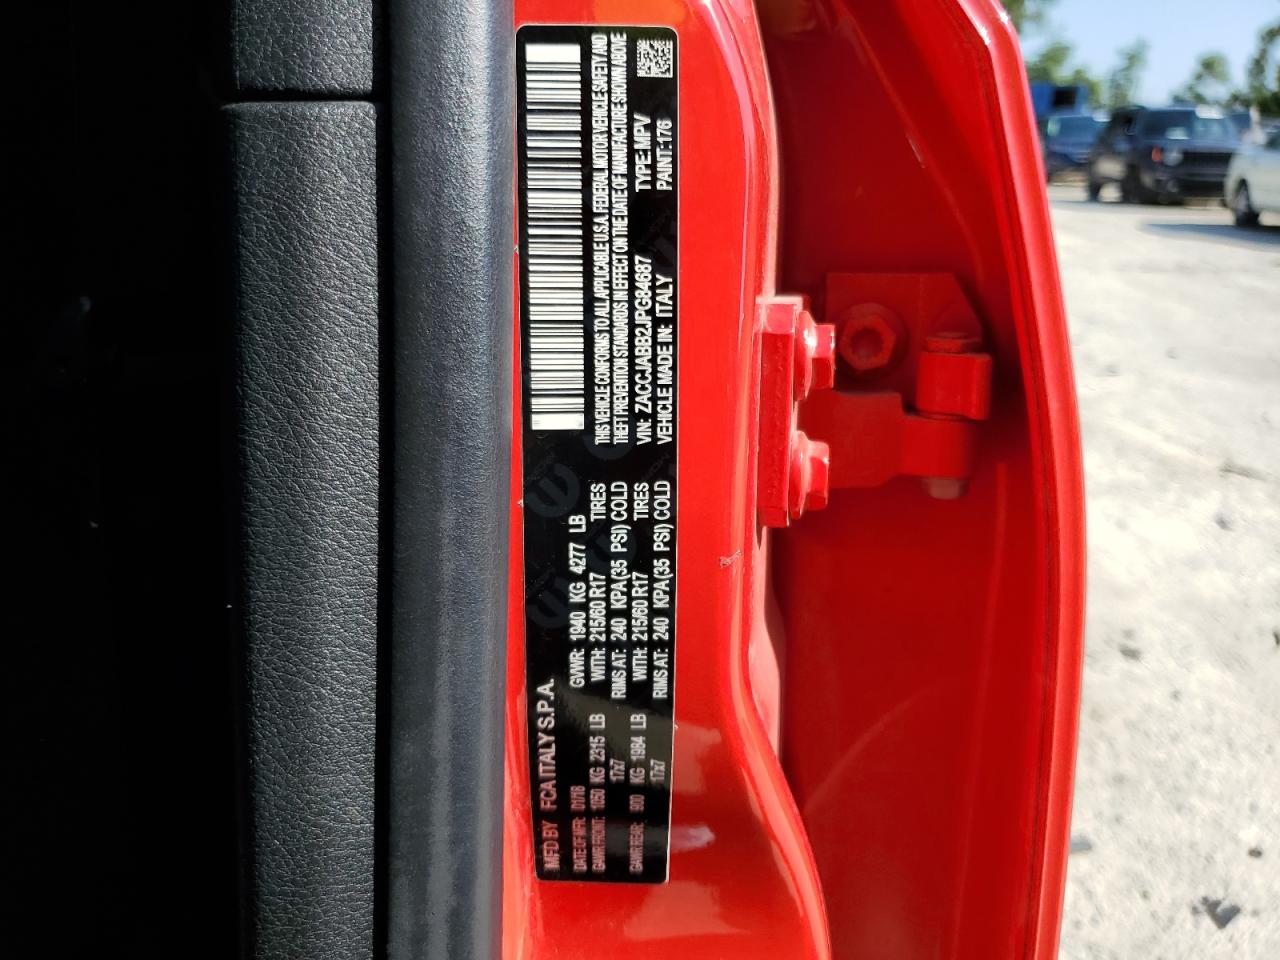 MFD BY FCA ITALY S.P.A.
DATE OF MFR: 01/18 GVWR: 1940 KG 4277 LB
GAWR FRONT: 1050 KG 2315 LB WITH: 215/60 R17 TIRES
17x7 RIMS AT: 240 KPA(35 PSI) COLD
GAWR REAR: 900 KG 1984 LB WITH: 215/60 R17 TIRES
17x7 RIMS AT: 240 KPA(35 PSI) COLD
THIS VEHICLE CONFORMS TO ALL APPLICABLE U.S.A. FEDERAL MOTOR VEHICLE SAFETY AND
THEFT PREVENTION STANDARDS IN EFFECT ON THE DATE OF MANUFACTURE SHOWN ABOVE
VIN: ZACCJABB2JPG84687 TYPE:MPV
VEHICLE MADE IN: ITALY PAINT:176